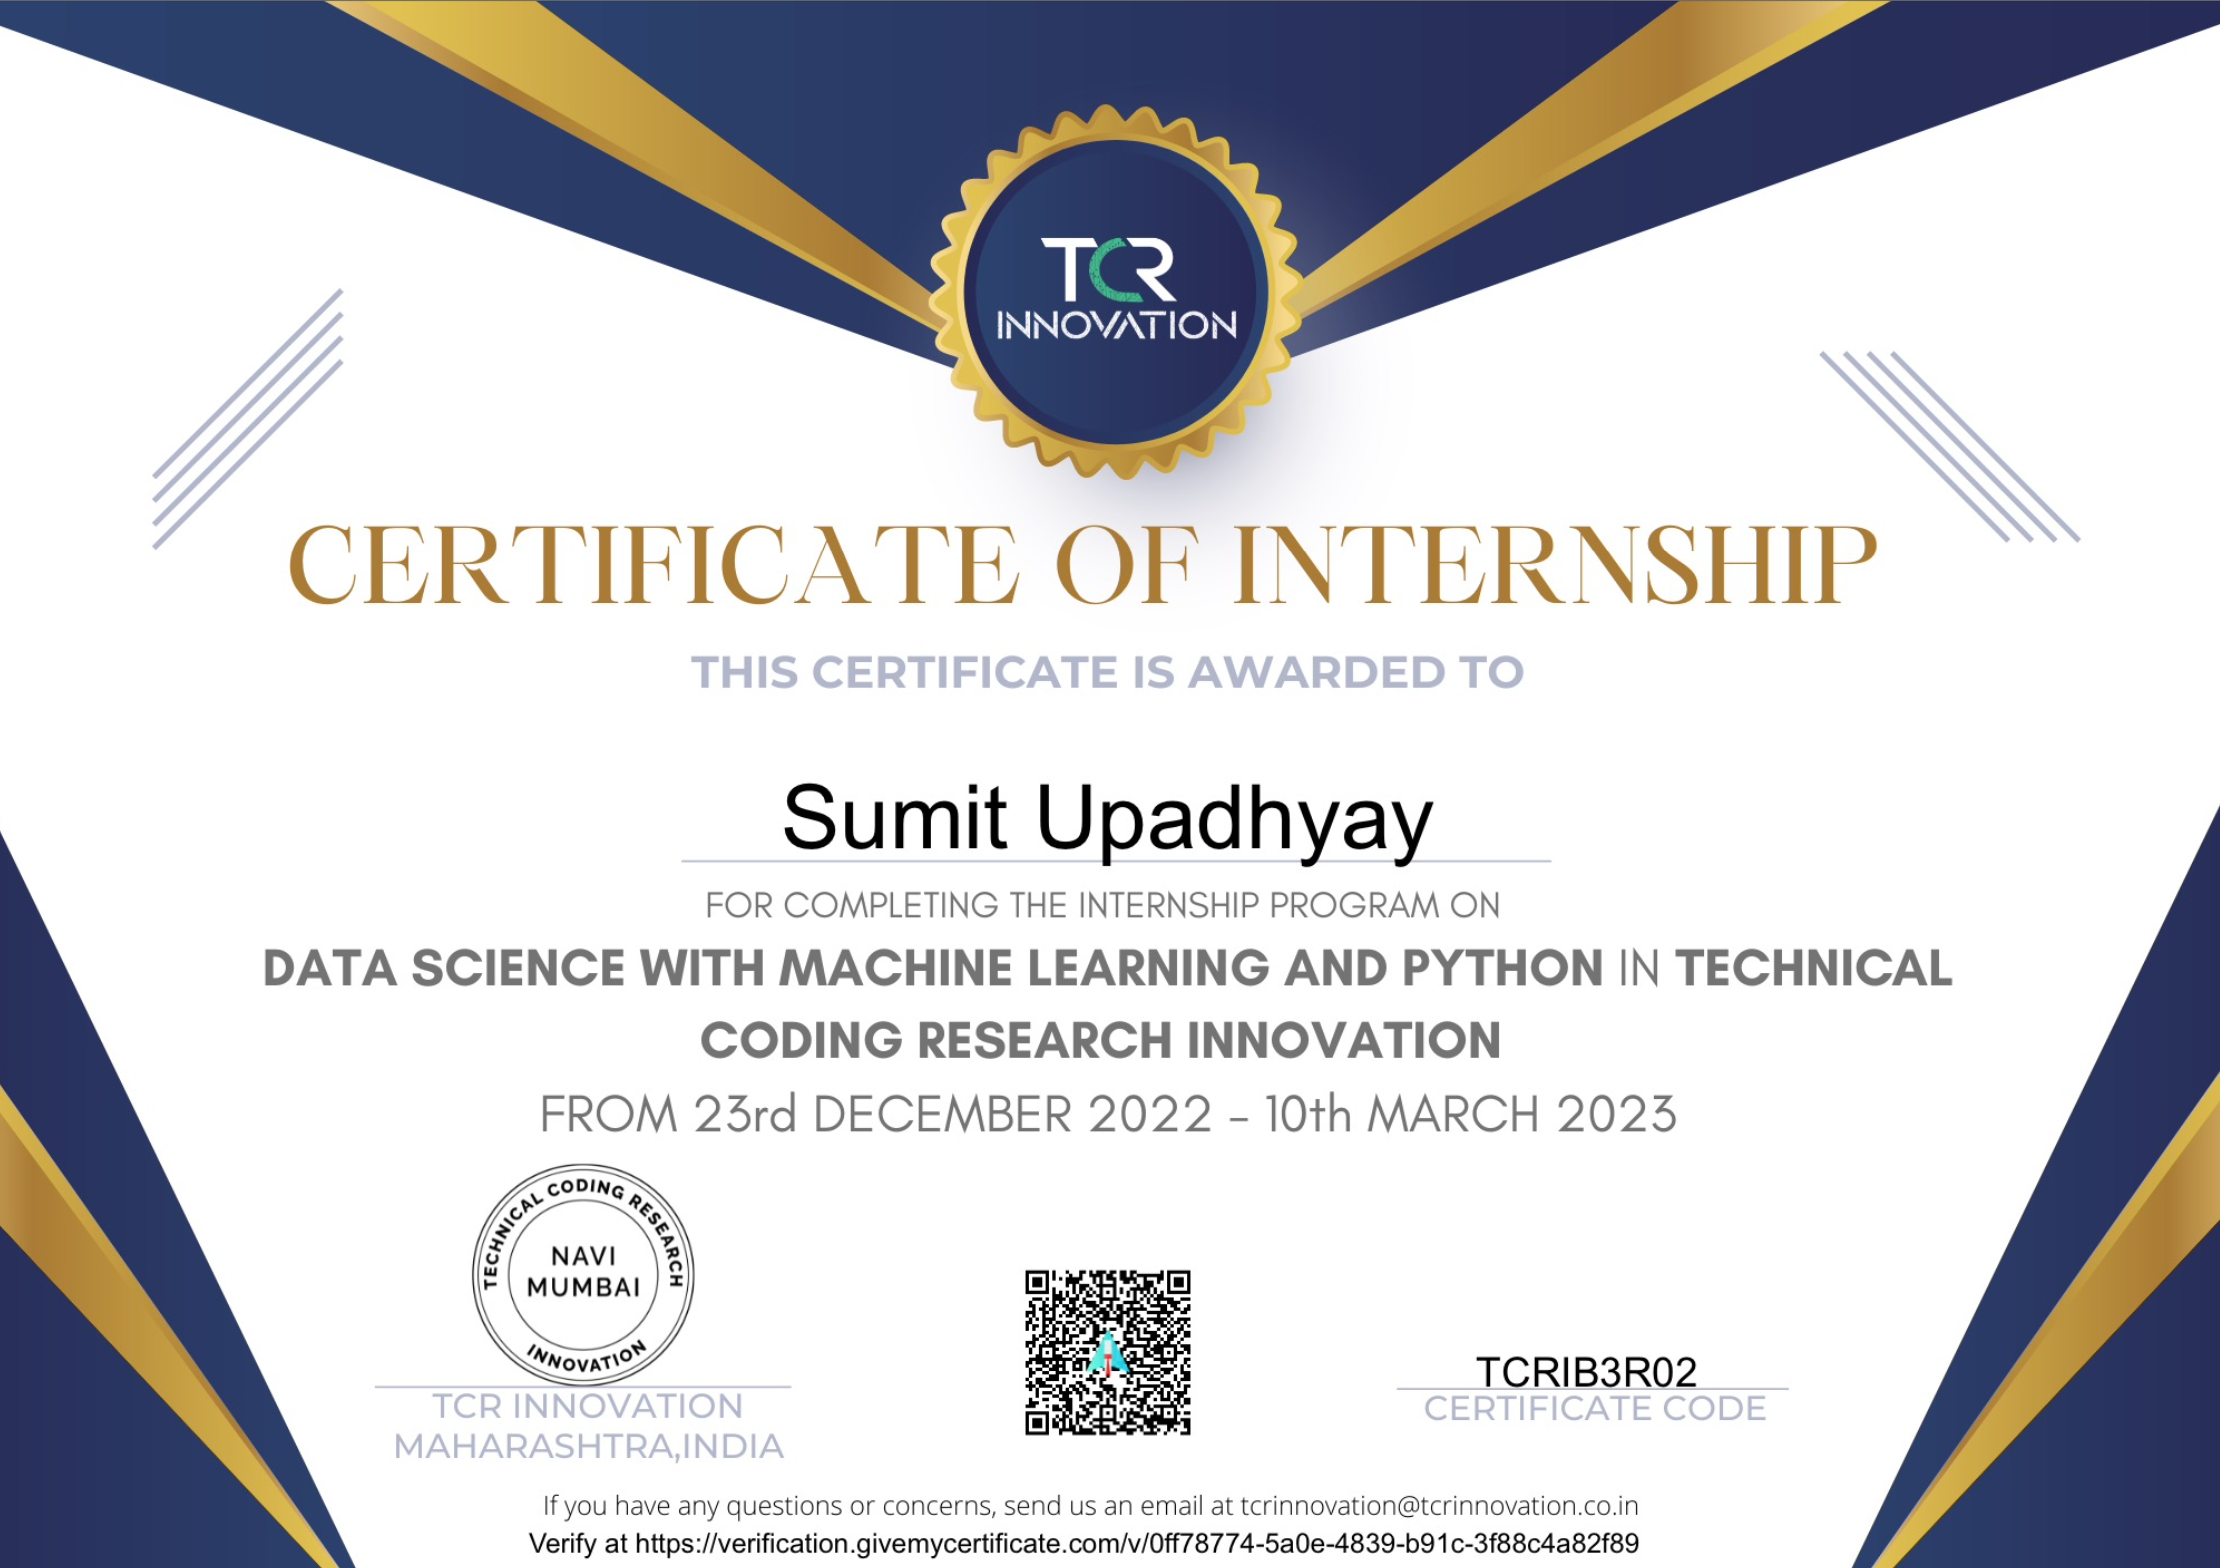 TCR
INNOVATION
CERTIFICATE OF INTERNSHIP
THIS CERTIFICATE IS AWARDED TO
Sumit Upadhyay
FOR COMPLETING THE INTERNSHIP PROGRAM ON
DATA SCIENCE WITH MACHINE LEARNING AND PYTHON IN TECHNICAL
CODING RESEARCH INNOVATION
FROM 23rd DECEMBER 2022 - 10th MARCH 2023
TECHNICAL CODING RESEARCH
NAVI
MUMBAI
INNOVATION
TCR INNOVATION
MAHARASHTRA,INDIA
TCRIB3R02
CERTIFICATE CODE
If you have any questions or concerns, send us an email at tcrinnovation@tcrinnovation.co.in
Verify at https://verification.givemycertificate.com/v/0ff78774-5a0e-4839-b91c-3f88c4a82f89